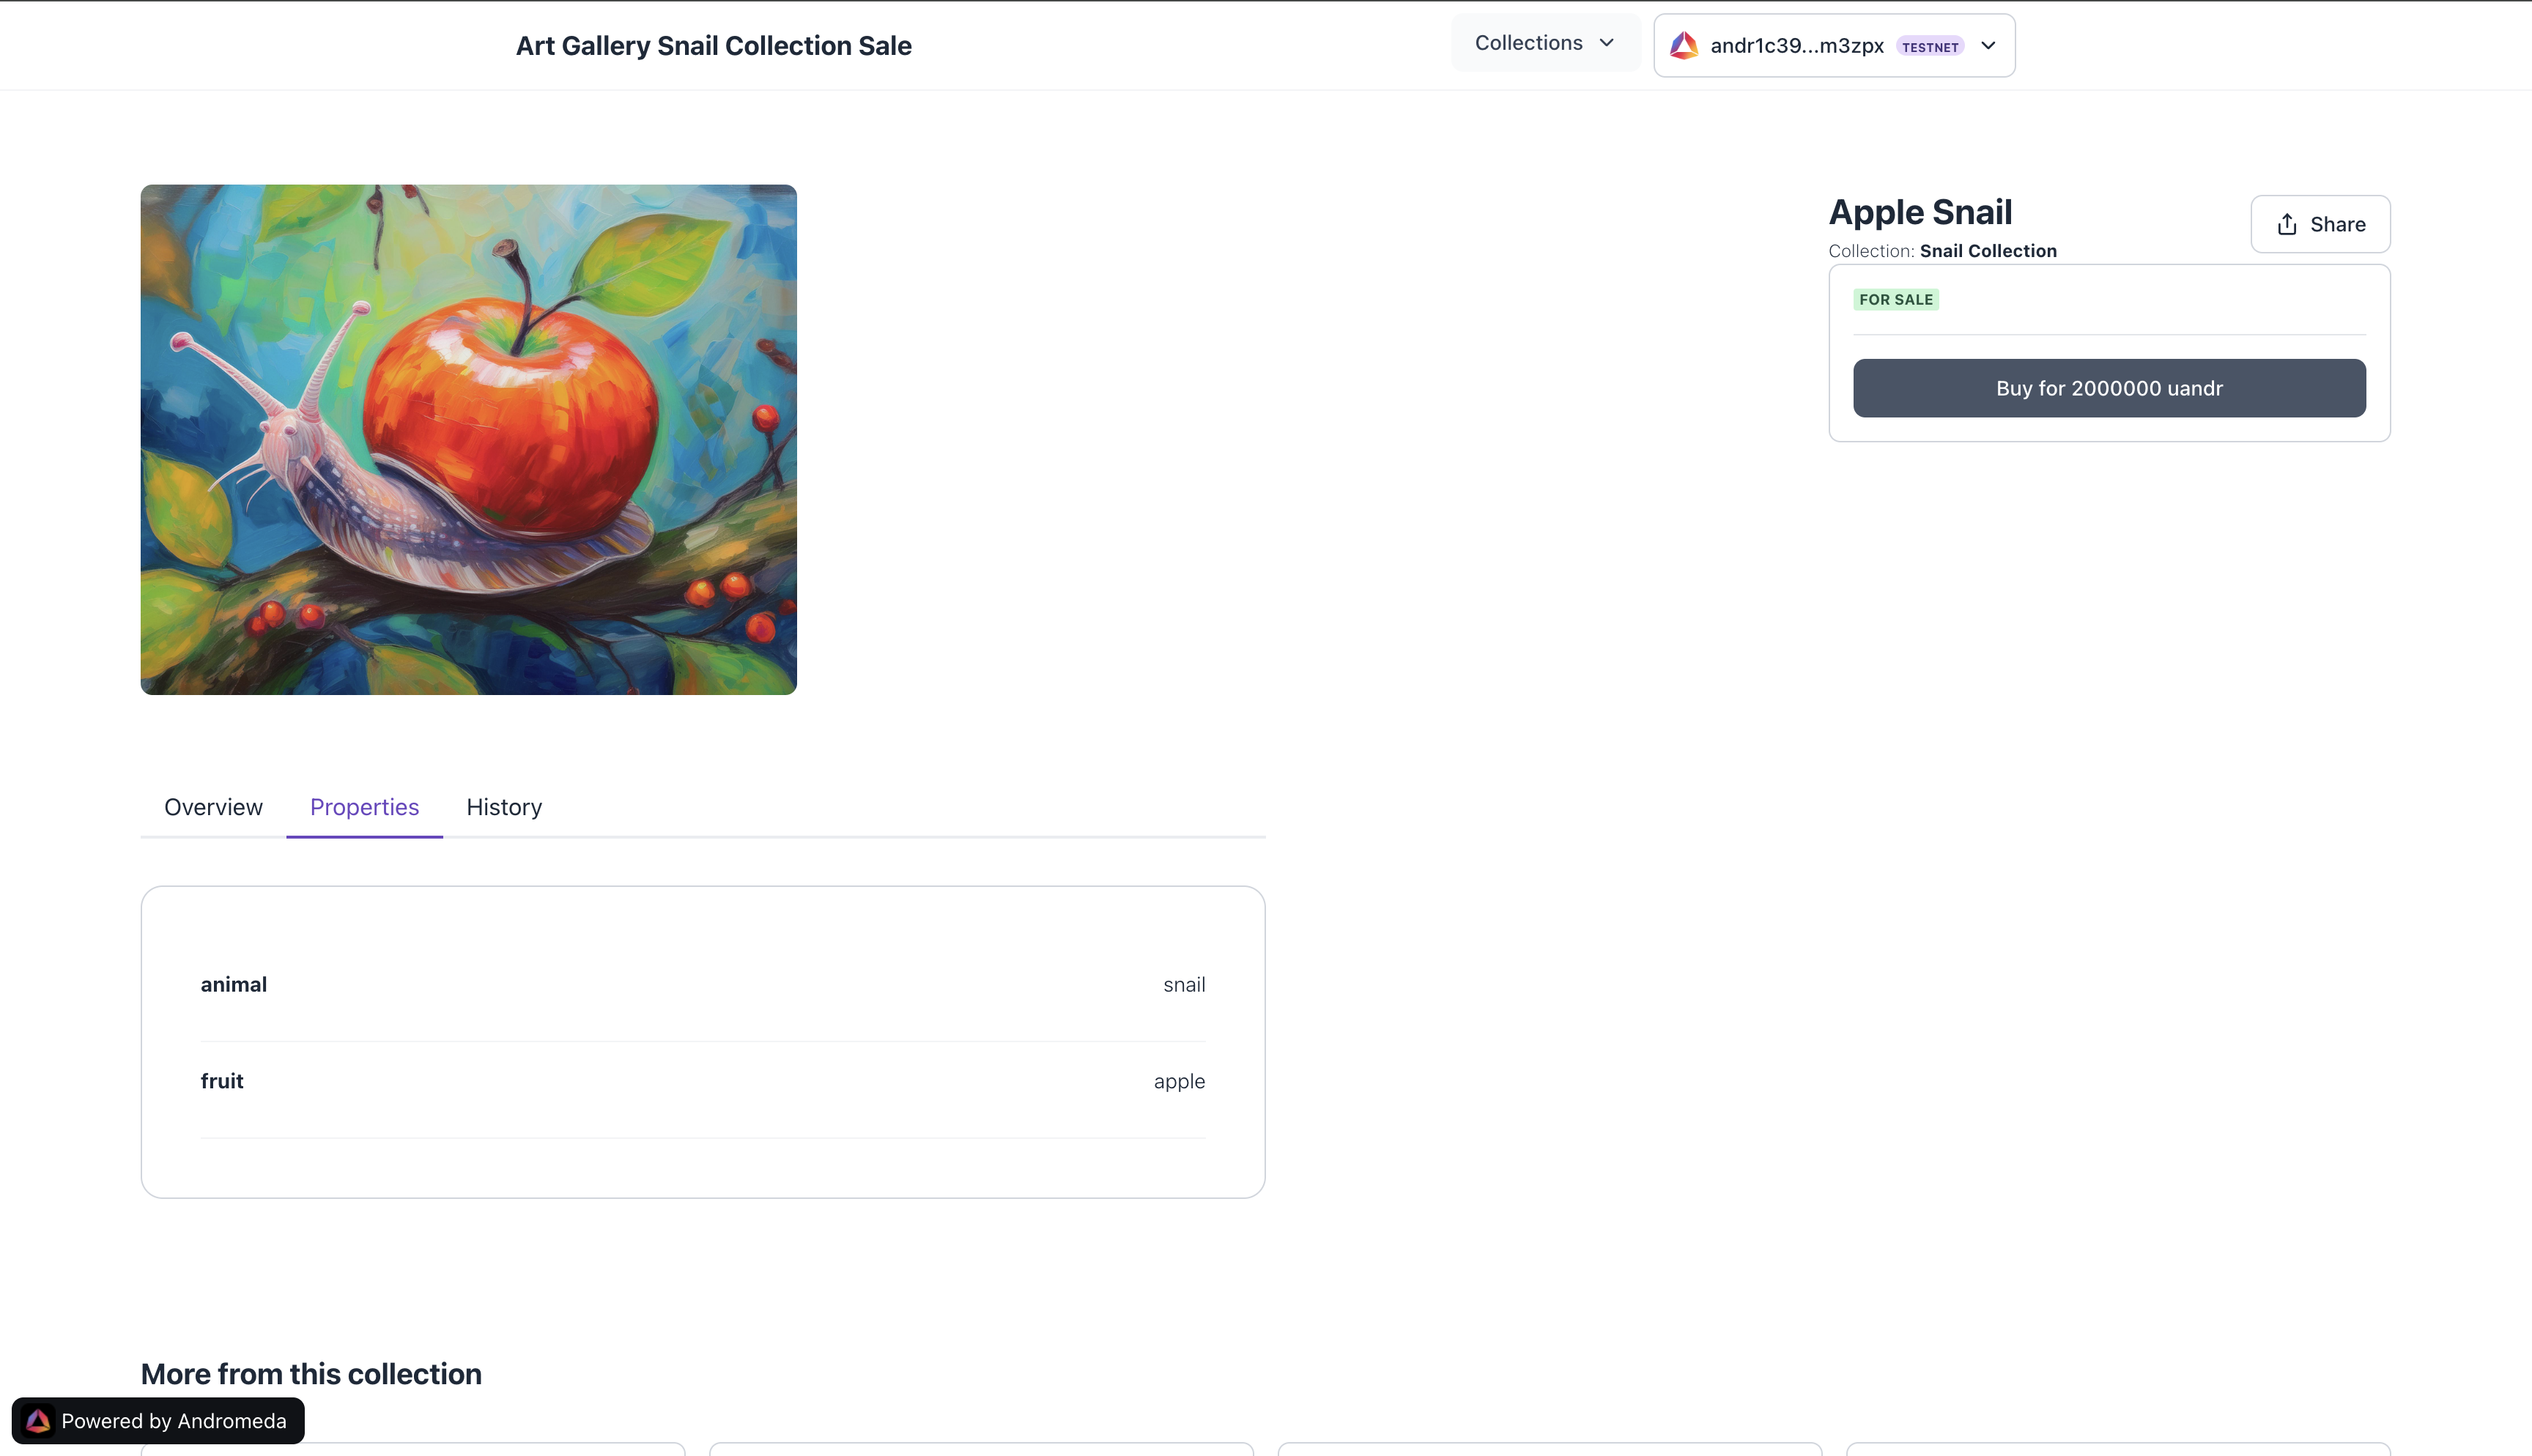 Art Gallery Snail Collection Sale
Collections
andr1c39...m3zpx TESTNET
Apple Snail
Share
Collection: Snail Collection
FOR SALE
Buy for 2000000 uandr
Overview Properties History
animal snail
fruit apple
More from this collection
Powered by Andromeda